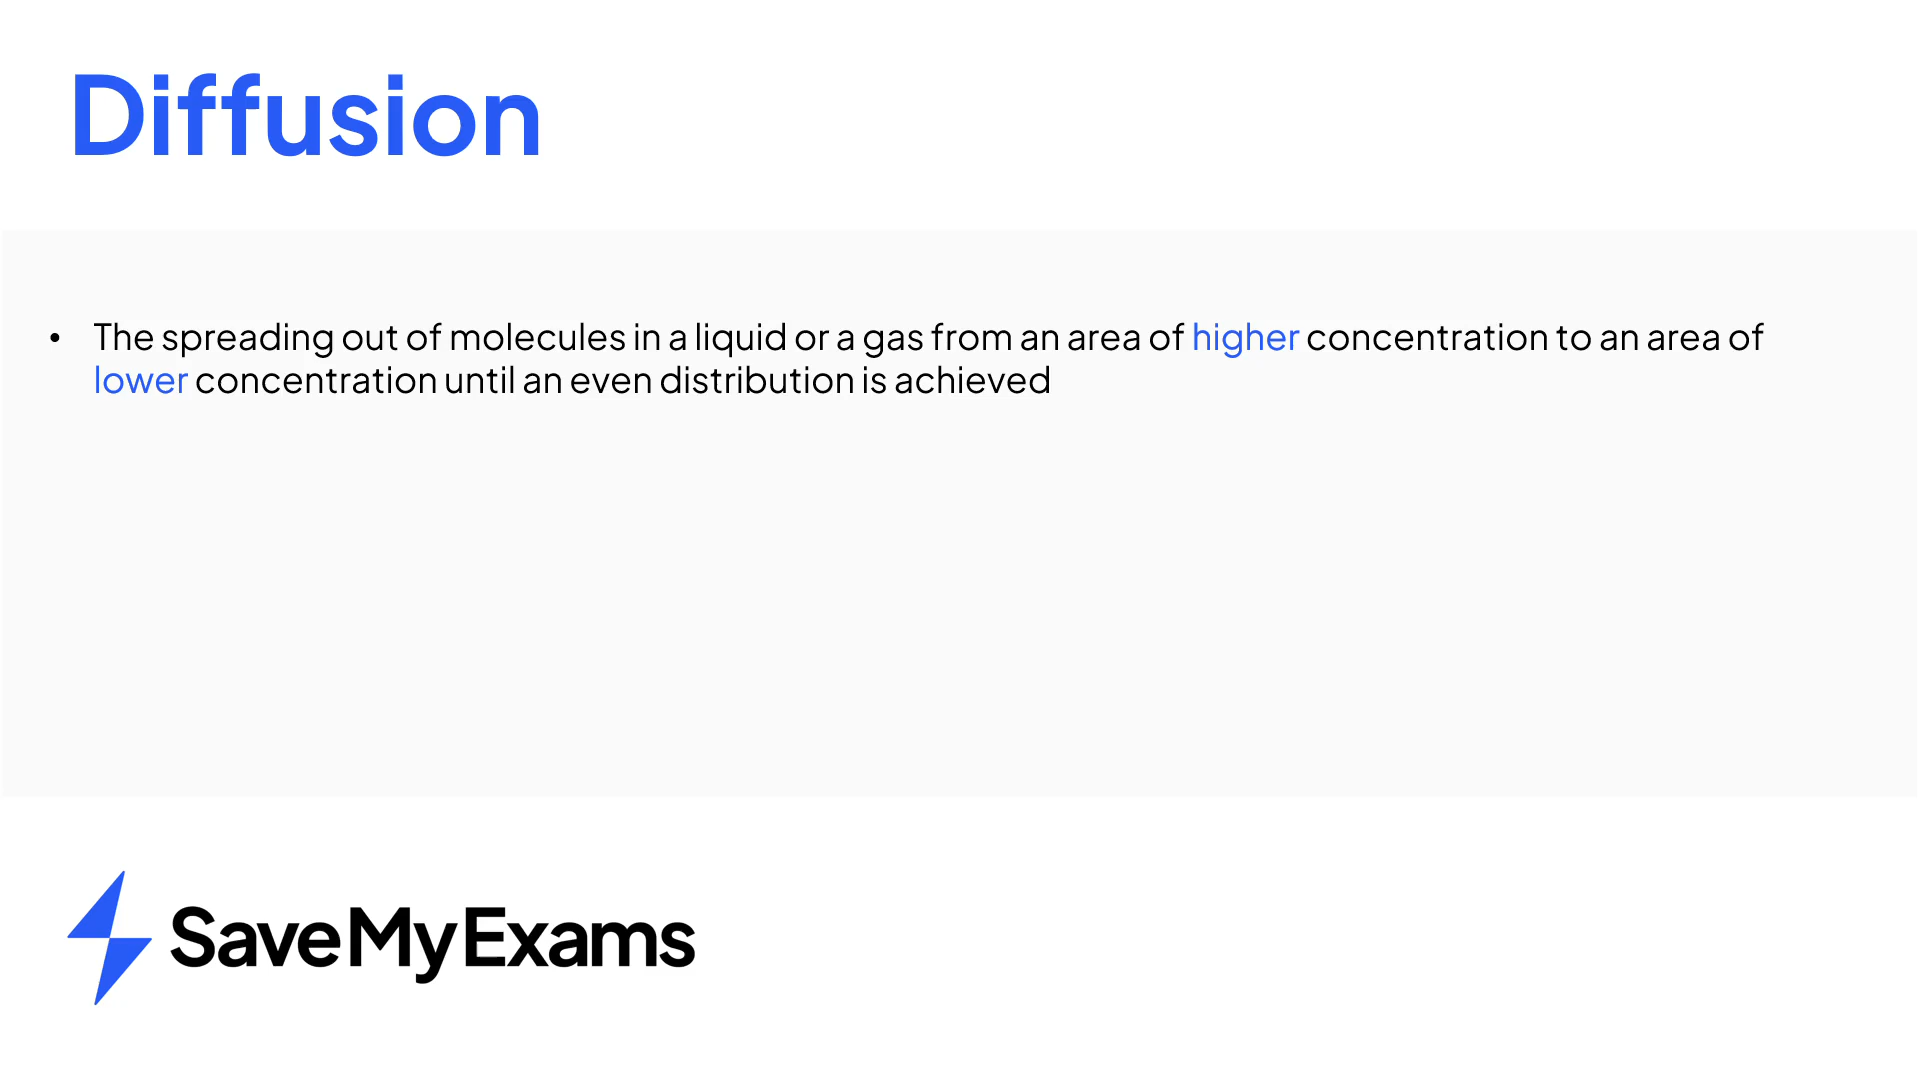 Diffusion
• The spreading out of molecules in a liquid or a gas from an area of higher concentration to an area of
lower concentration until an even distribution is achieved
SaveMyExams